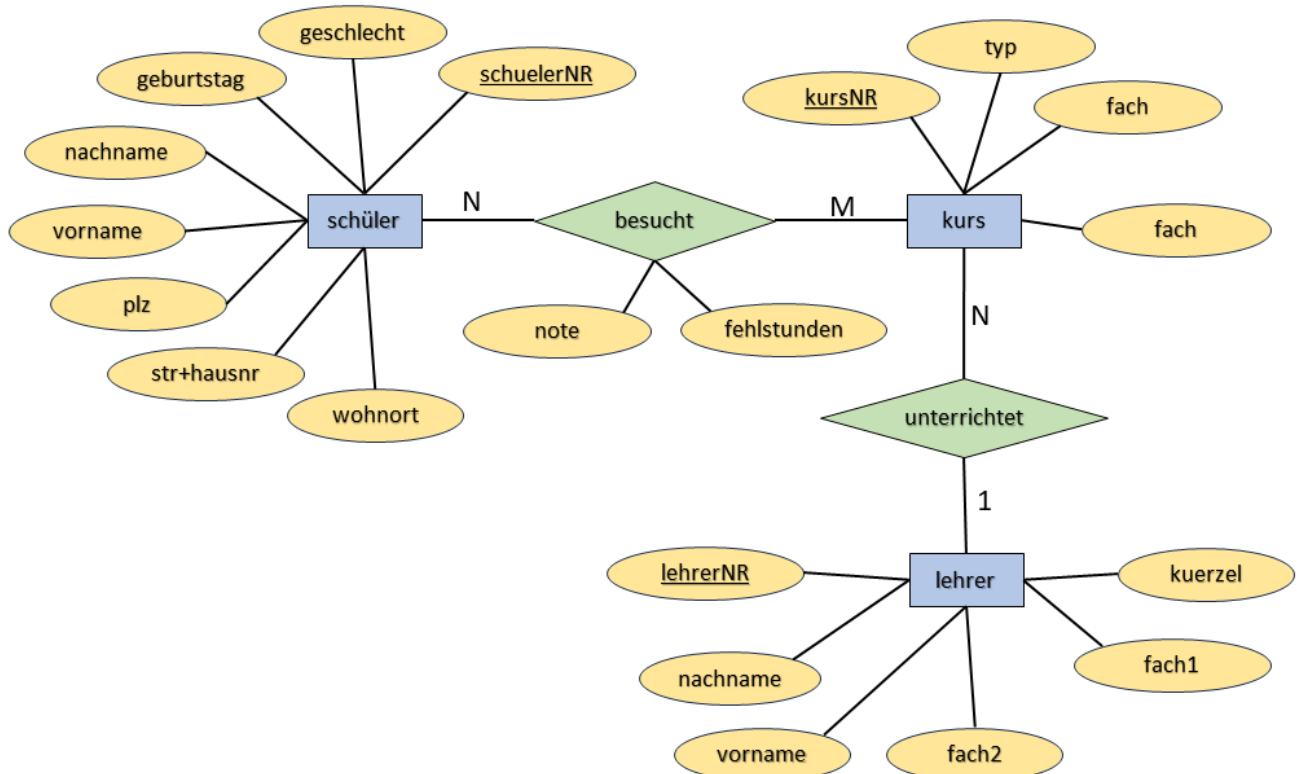 geschlecht
typ
geburtstag
schuelerNR
kursNR
fach
nachname
schüler
N
besucht
M
kurs
vorname
fach
plz
note
fehlstunden
N
str+hausnr
wohnort
unterrichtet
1
lehrerNR
lehrer
kuerzel
nachname
fach1
vorname
fach2